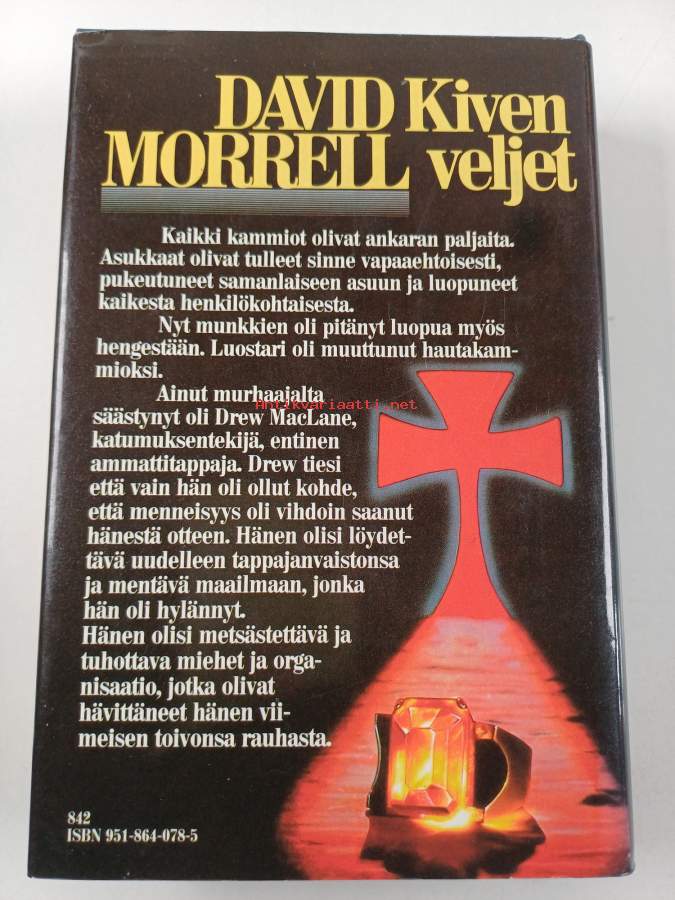 DAVID Kiven
MORRELL veljet
Kaikki kammiot olivat ankaran paljaita.
Asukkaat olivat tulleet sinne vapaaehtoisesti,
pukeutuneet samanlaiseen asuun ja luopuneet
kaikesta henkilökohtaisesta.
Nyt munkkien oli pitänyt luopua myös
hengestään. Luostari oli muuttunut hautakam-
mioksi.
Ainut murhaajalta
säästynyt oli Drew MacLane,
Antikvariaatti.net
katumuksentekijä, entinen
ammattitappaja. Drew tiesi
että vain hän oli ollut kohde,
että menneisyys oli vihdoin saanut
hänestä otteen. Hänen olisi löydet-
tävä uudelleen tappajanvaistonsa
ja mentävä maailmaan, jonka
hän oli hylännyt.
Hänen olisi metsästettävä ja
tuhottava miehet ja orga-
nisaatio, jotka olivat
hävittäneet hänen vii-
meisen toivonsa rauhasta.
842
ISBN 951-864-078-5